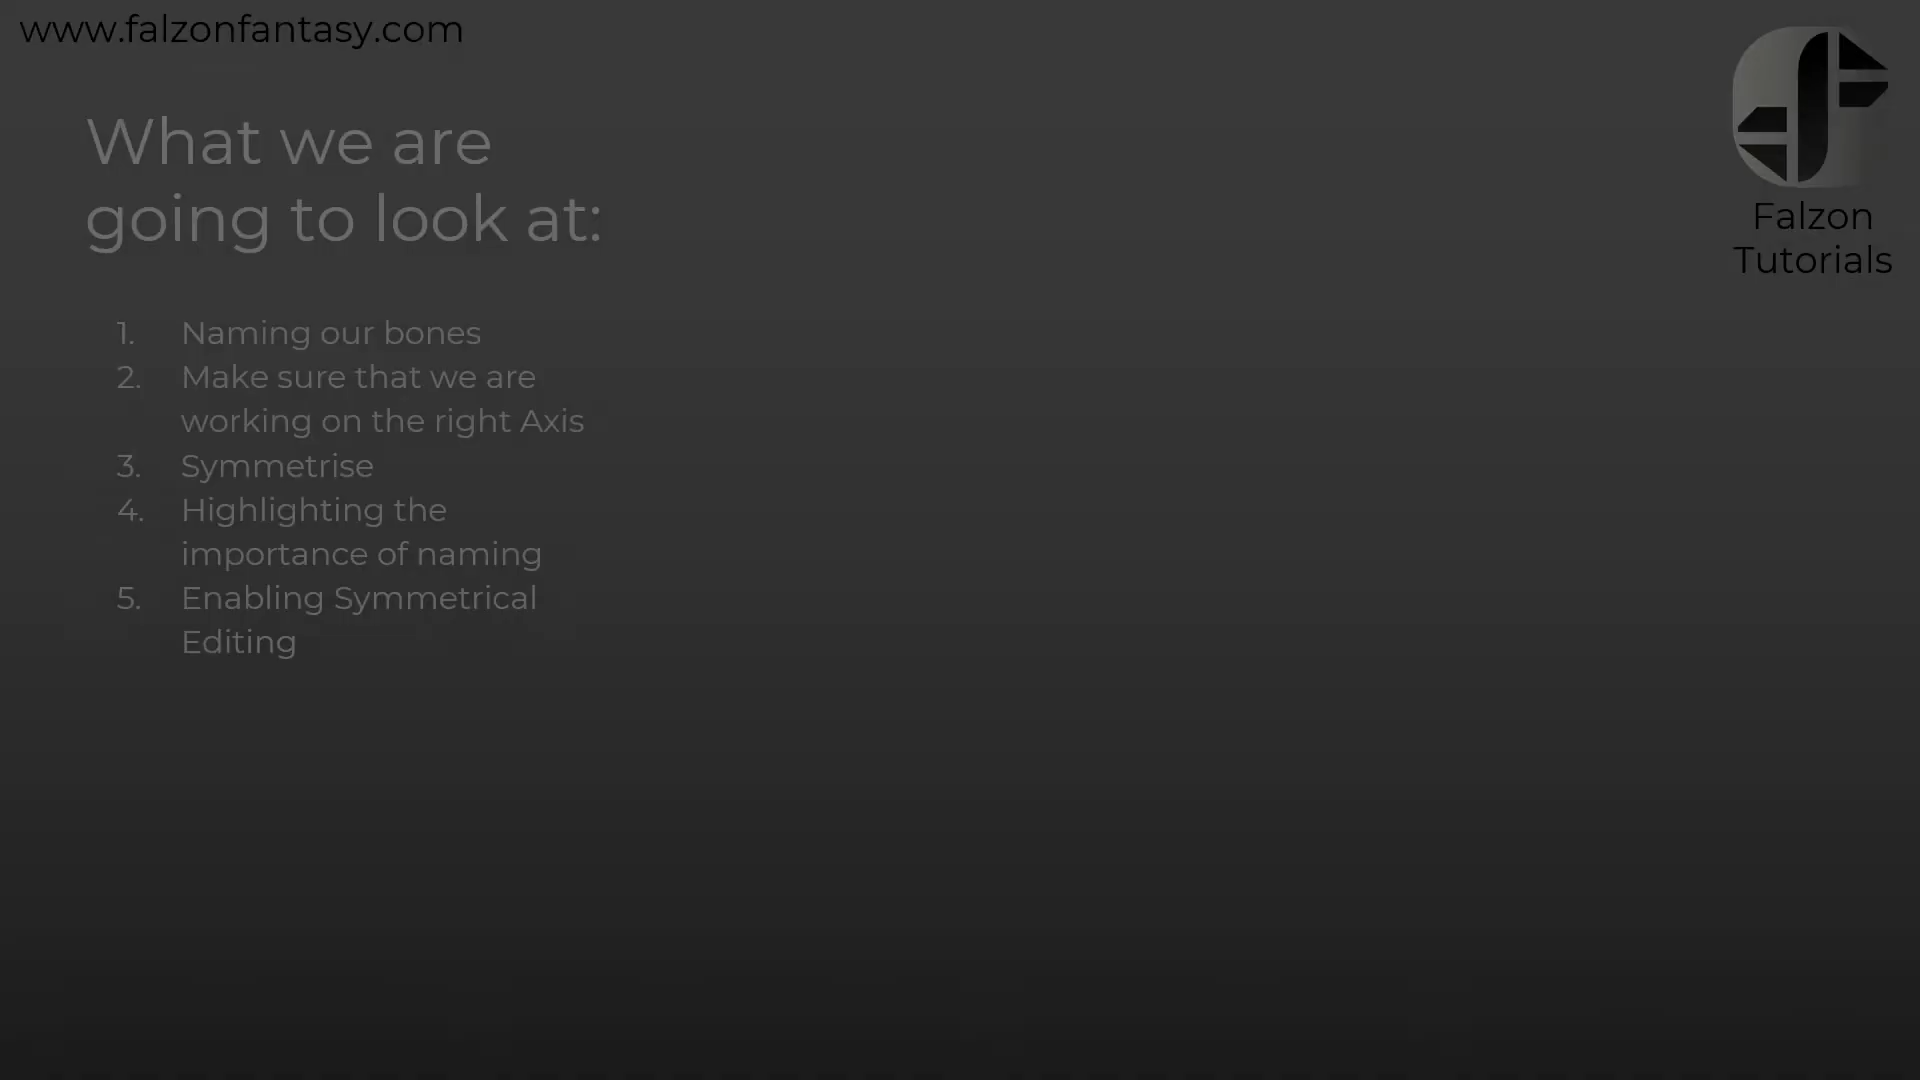 www.falzonfantasy.com
What we are
going to look at:
1. Naming our bones
2. Make sure that we are
working on the right Axis
3. Symmetrise
4. Highlighting the
importance of naming
5. Enabling Symmetrical
Editing
Falzon
Tutorials